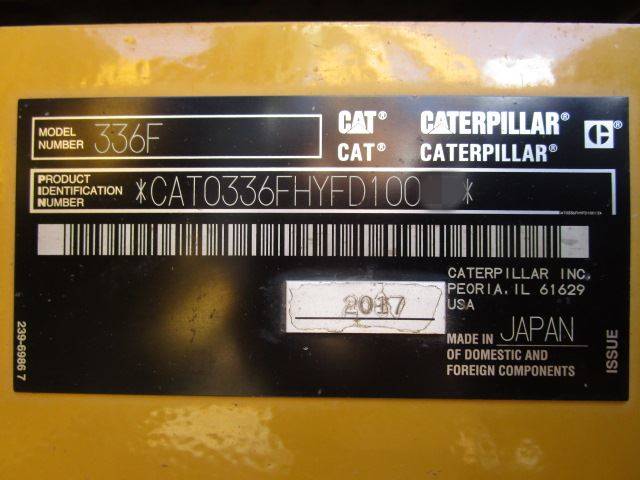 MODEL NUMBER 336F
CAT® CATERPILLAR®
CAT® CATERPILLAR®
C®
PRODUCT IDENTIFICATION NUMBER *CAT0336FHYFD100 *
CATERPILLAR INC.
PEORIA, IL 61629
USA
2017
MADE IN JAPAN
OF DOMESTIC AND
FOREIGN COMPONENTS
239-6986 7
ISSUE